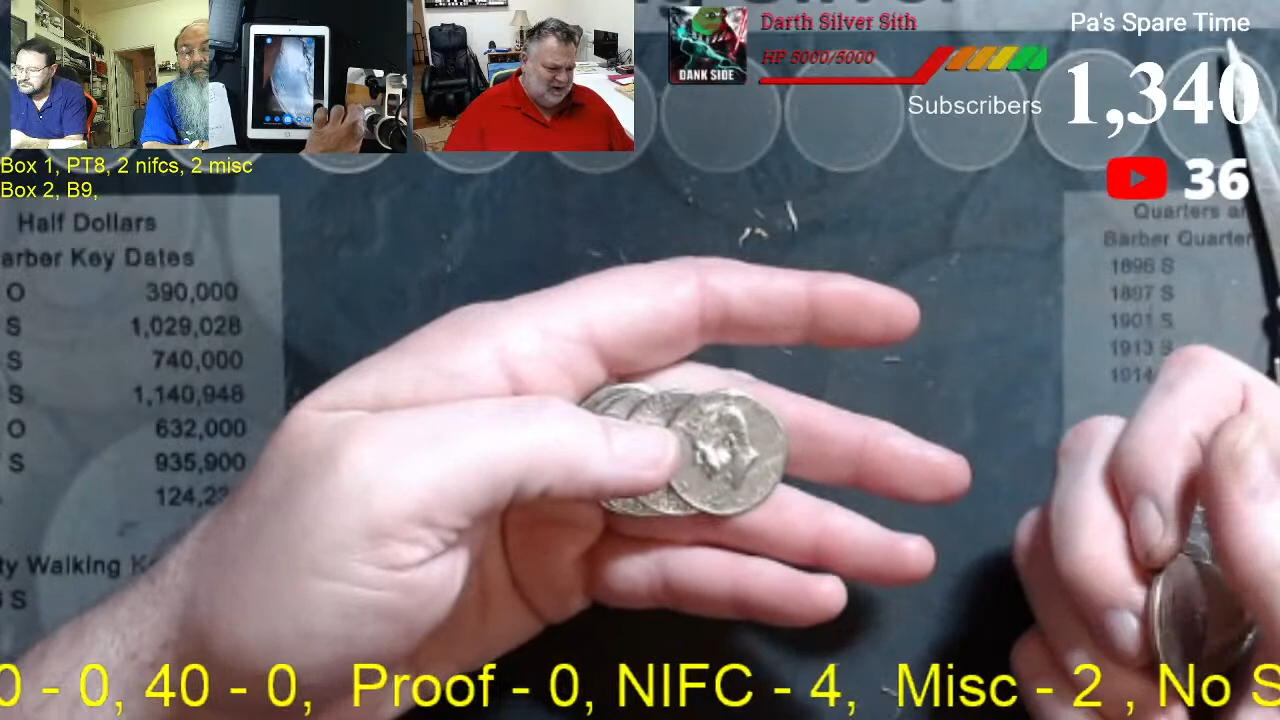 Darth Silver Sith
HP 5000/5000
DANK SIDE
Pa's Spare Time
Subscribers 1,340
36
Box 1, PT8, 2 nifcs, 2 misc
Box 2, B9,
Half Dollars
arber Key Dates
O 390,000
S 1,029,028
S 740,000
S 1,140,948
O 632,000
S 935,900
124,22
ty Walking K
S
Quarters a
Barber Quarter
1896 S
1897 S
1901 S
1913 S
1914
0 - 0, 40 - 0, Proof - 0, NIFC - 4, Misc - 2 , No S